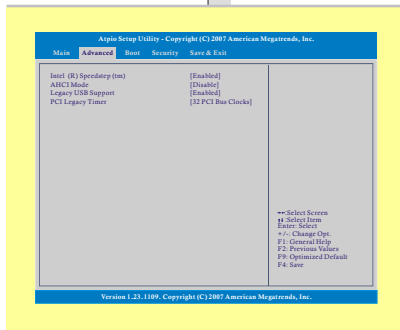 Atpio Setup Utility - Copyright (C) 2007 American Megatrends, Inc.
Main Advanced Boot Security Save & Exit
Intel (R) Speedstep (tm) [Enabled]
AHCI Mode [Disable]
Legacy USB Support [Enabled]
PCI Legacy Timer [32 PCI Bus Clocks]
↔:Select Screen
↕:Select Item
Enter: Select
+/-: Change Opt.
F1: General Help
F2: Previous Values
F9: Optimized Default
F4: Save
Version 1.23.1109. Copyright (C) 2007 American Megatrends, Inc.